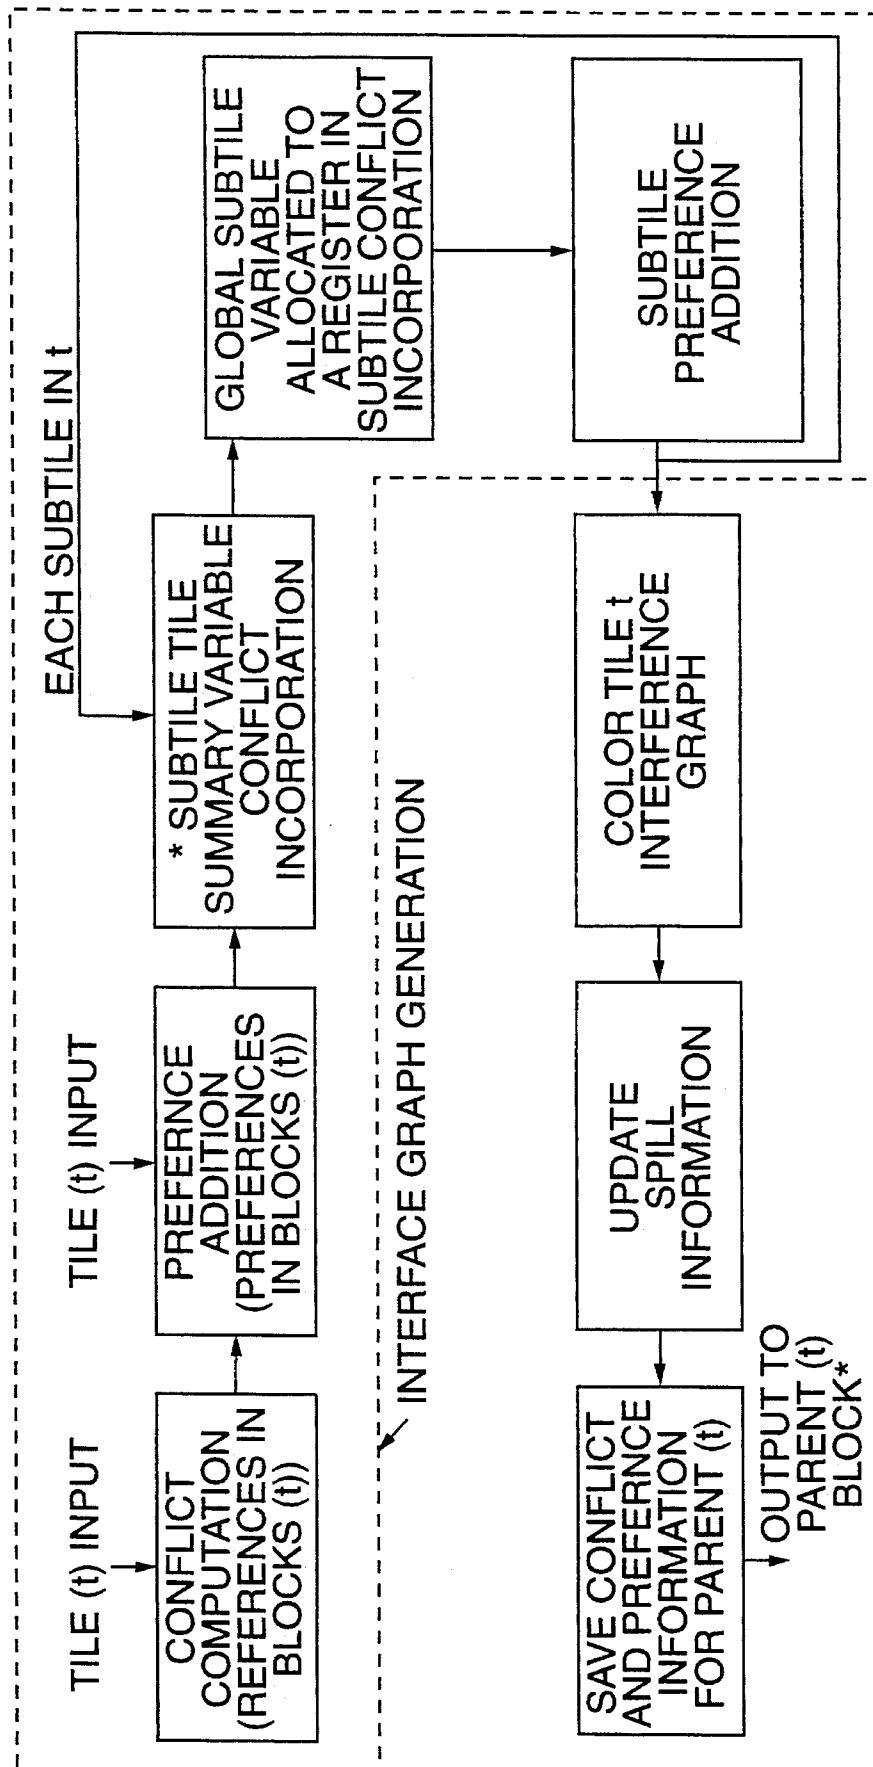 TILE (t) INPUT
CONFLICT
COMPUTATION
(REFERENCES IN
BLOCKS (t))
TILE (t) INPUT
PREFERNCE
ADDITION
(PREFERENCES
IN BLOCKS (t))
EACH SUBTILE IN t
* SUBTILE TILE
SUMMARY VARIABLE
CONFLICT
INCORPORATION
GLOBAL SUBTILE
VARIABLE
ALLOCATED TO
A REGISTER IN
SUBTILE CONFLICT
INCORPORATION
SUBTILE
PREFERENCE
ADDITION
INTERFACE GRAPH GENERATION
COLOR TILE t
INTERFERENCE
GRAPH
UPDATE
SPILL
INFORMATION
SAVE CONFLICT
AND PREFERNCE
INFORMATION
FOR PARENT (t)
OUTPUT TO
PARENT (t)
BLOCK*